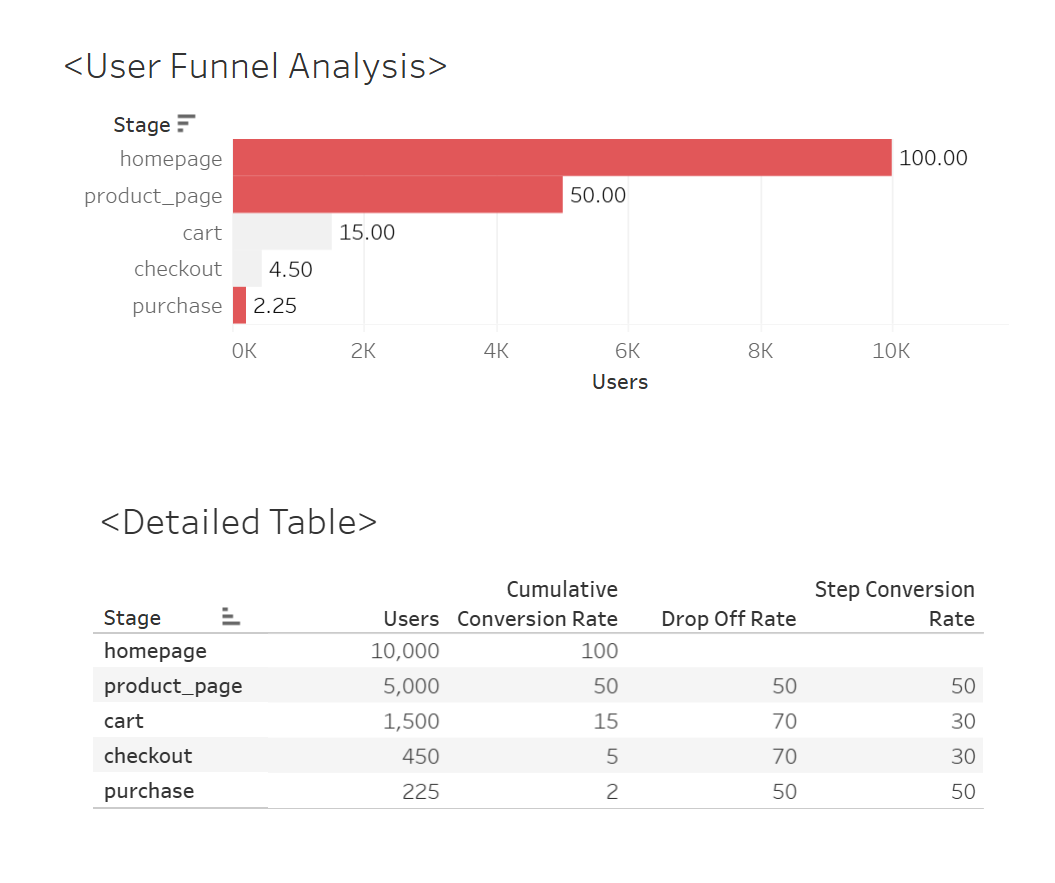 <User Funnel Analysis>
Stage
homepage 100.00
product_page 50.00
cart 15.00
checkout 4.50
purchase 2.25
0K 2K 4K 6K 8K 10K
Users
<Detailed Table>
Cumulative Step Conversion
Stage Users Conversion Rate Drop Off Rate Rate
homepage 10,000 100
product_page 5,000 50 50 50
cart 1,500 15 70 30
checkout 450 5 70 30
purchase 225 2 50 50